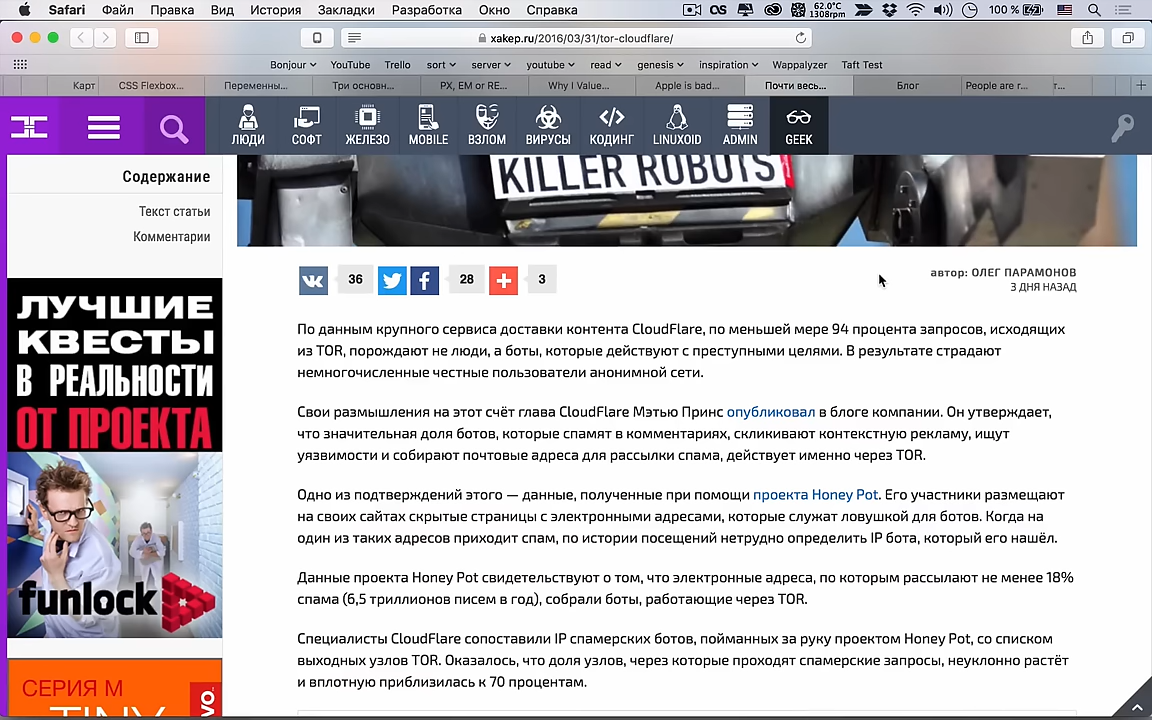 Safari Файл Правка Вид История Закладки Разработка Окно Справка
62.0°C
1308rpm
100 %
xakep.ru/2016/03/31/tor-cloudflare/
Bonjour YouTube Trello sort server youtube read genesis inspiration Wappalyzer Taft Test
Карт CSS Flexbox... Переменны... Три основн... PX, EM or RE... Why I Value... Apple is bad... Почти весь... Блог People are r... т...
ЛЮДИ СОФТ ЖЕЛЕЗО MOBILE ВЗЛОМ ВИРУСЫ КОДИНГ LINUXOID ADMIN GEEK
Содержание
Текст статьи
Комментарии
KILLER ROBOTS
36 28 3
автор: ОЛЕГ ПАРАМОНОВ
3 ДНЯ НАЗАД
ЛУЧШИЕ
КВЕСТЫ
В РЕАЛЬНОСТИ
ОТ ПРОЕКТА
funlock
СЕРИЯ М
TINY
VO.
По данным крупного сервиса доставки контента CloudFlare, по меньшей мере 94 процента запросов, исходящих
из TOR, порождают не люди, а боты, которые действуют с преступными целями. В результате страдают
немногочисленные честные пользователи анонимной сети.
Свои размышления на этот счёт глава CloudFlare Мэтью Принс опубликовал в блоге компании. Он утверждает,
что значительная доля ботов, которые спамят в комментариях, скликивают контекстную рекламу, ищут
уязвимости и собирают почтовые адреса для рассылки спама, действует именно через TOR.
Одно из подтверждений этого — данные, полученные при помощи проекта Honey Pot. Его участники размещают
на своих сайтах скрытые страницы с электронными адресами, которые служат ловушкой для ботов. Когда на
один из таких адресов приходит спам, по истории посещений нетрудно определить IP бота, который его нашёл.
Данные проекта Honey Pot свидетельствуют о том, что электронные адреса, по которым рассылают не менее 18%
спама (6,5 триллионов писем в год), собрали боты, работающие через TOR.
Специалисты CloudFlare сопоставили IP спамерских ботов, пойманных за руку проектом Honey Pot, со списком
выходных узлов TOR. Оказалось, что доля узлов, через которые проходят спамерские запросы, неуклонно растёт
и вплотную приблизилась к 70 процентам.